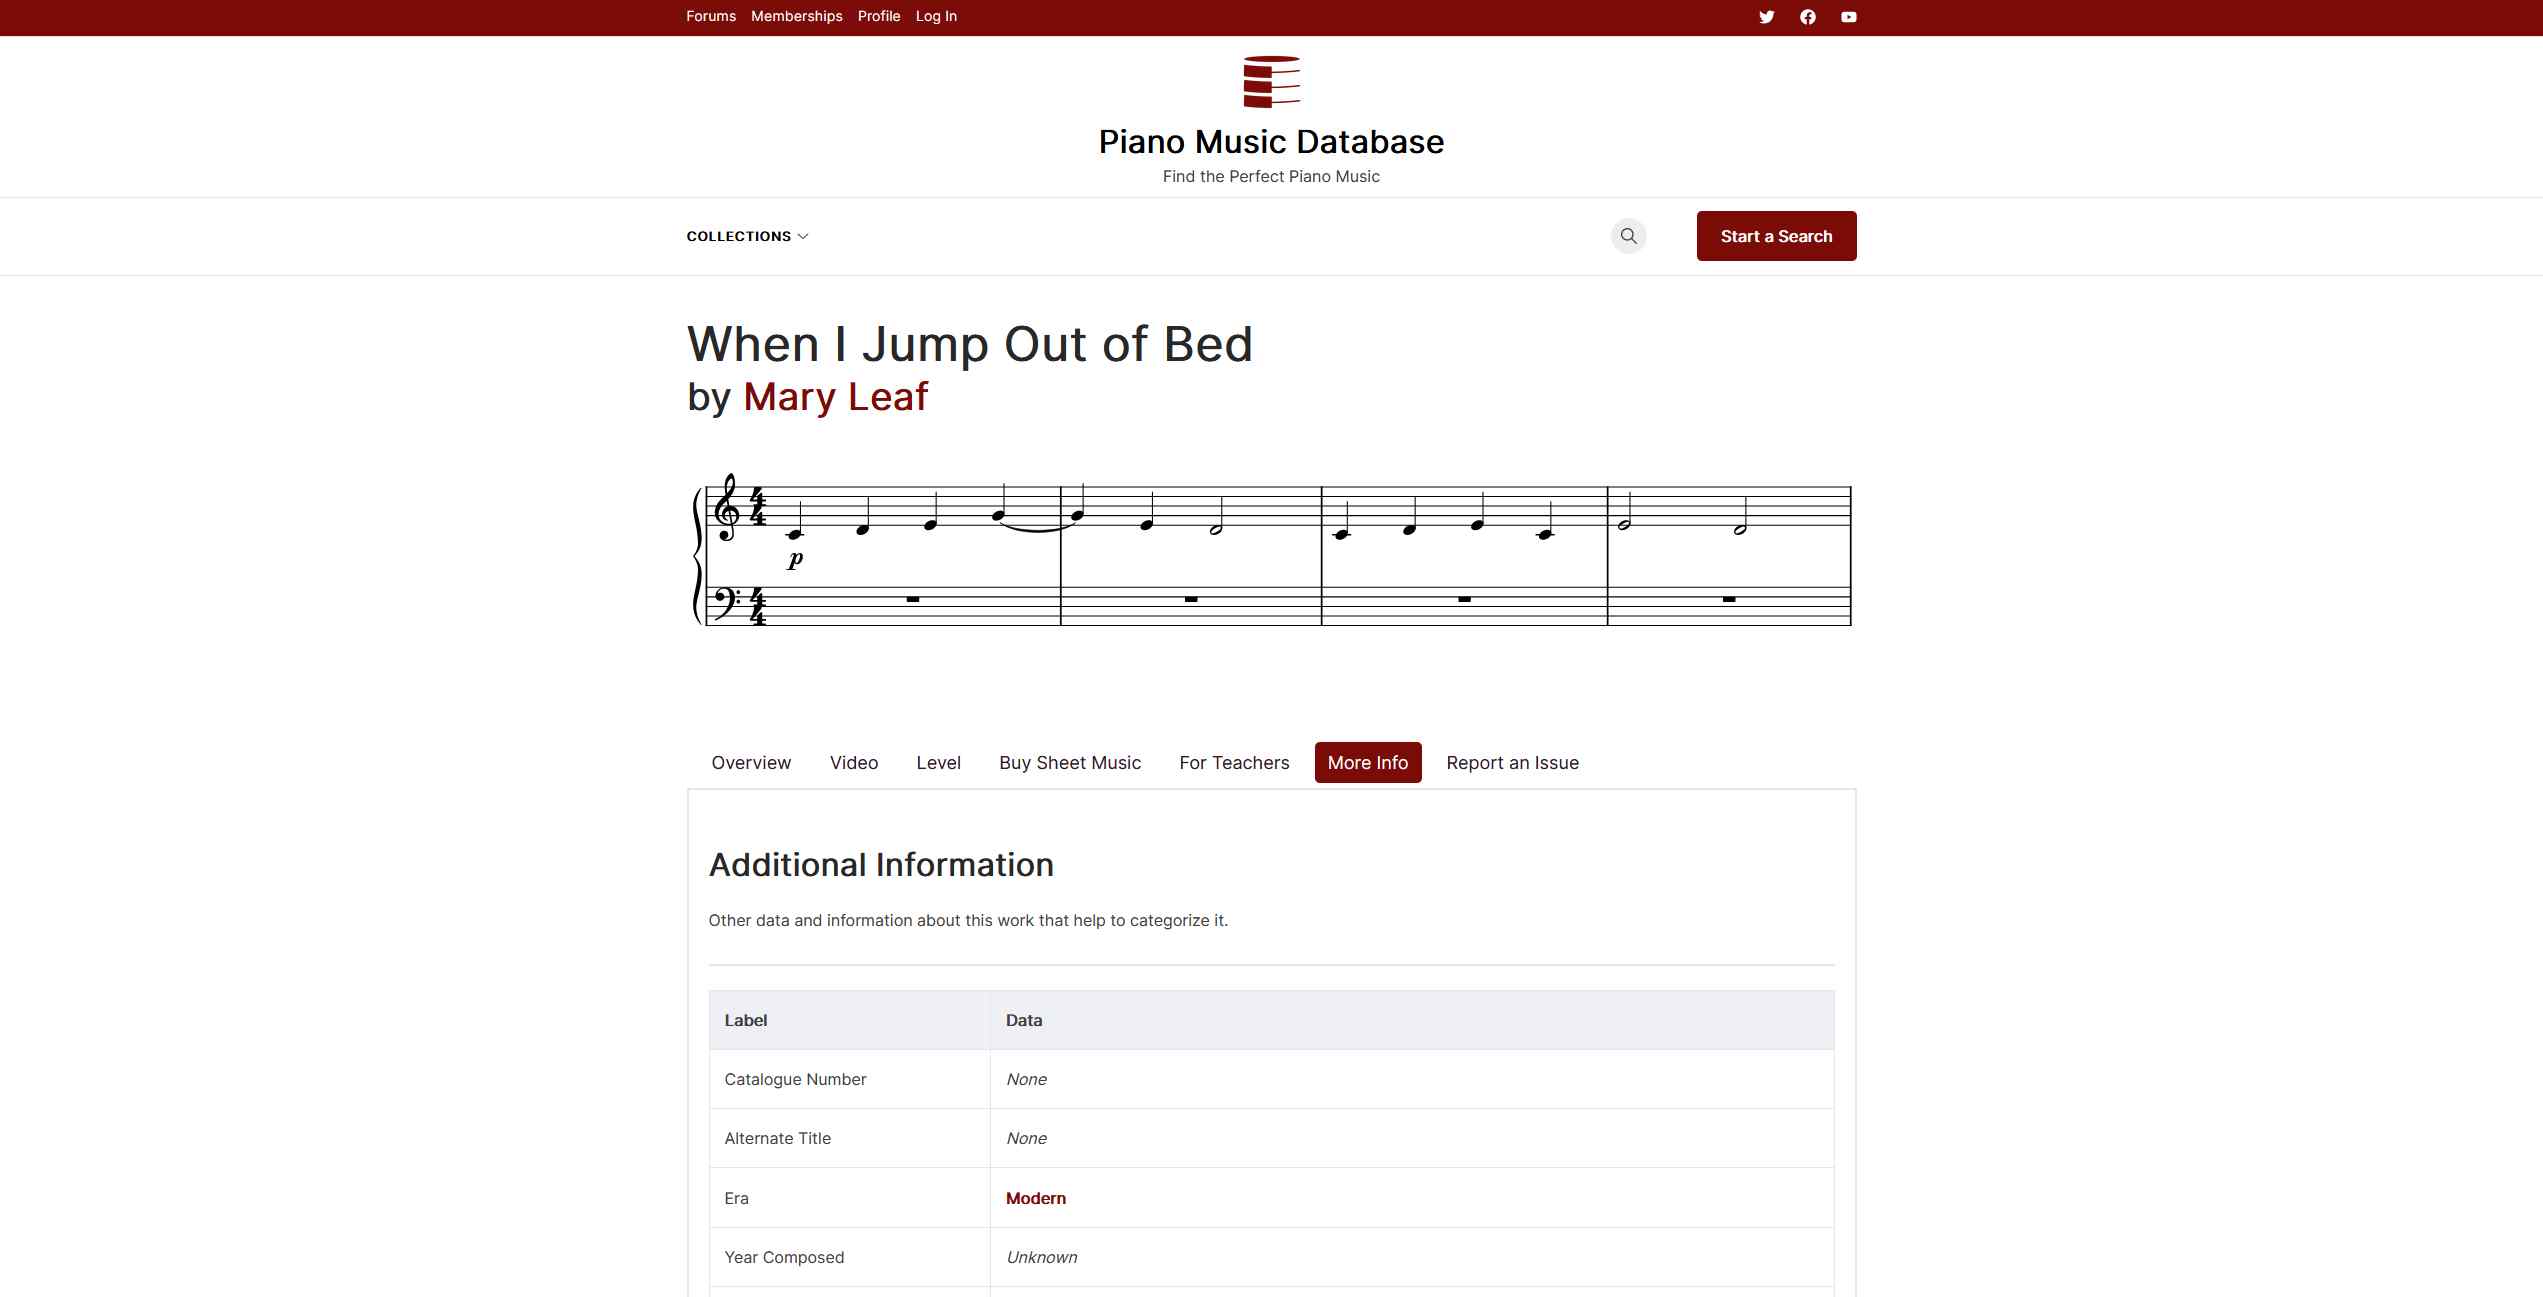 Forums Memberships Profile Log In
Piano Music Database
Find the Perfect Piano Music
COLLECTIONS
Start a Search
When I Jump Out of Bed
by Mary Leaf
p
Overview Video Level Buy Sheet Music For Teachers More Info Report an Issue
Additional Information
Other data and information about this work that help to categorize it.
Label Data
Catalogue Number None
Alternate Title None
Era Modern
Year Composed Unknown